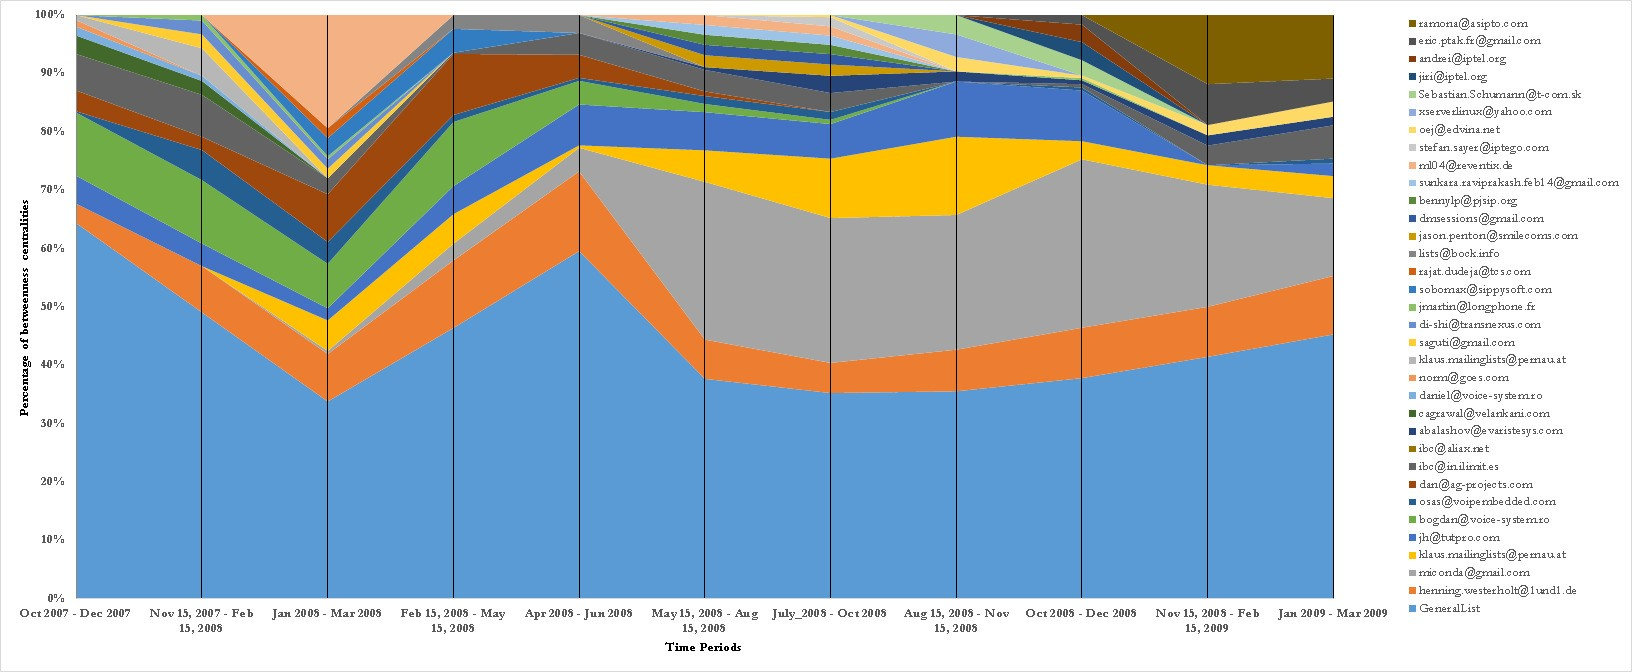 100%
90%
80%
70%
60%
50%
40%
30%
20%
10%
0%
Percentage of betweenness centralities
Oct 2007 - Dec 2007
Nov 15, 2007 - Feb
15, 2008
Jan 2008 - Mar 2008
Feb 15, 2008 - May
15, 2008
Apr 2008 - Jun 2008
May 15, 2008 - Aug
15, 2008
July_2008 - Oct 2008
Aug 15, 2008 - Nov
15, 2008
Oct 2008 - Dec 2008
Nov 15, 2008 - Feb
15, 2009
Jan 2009 - Mar 2009
Time Periods
ramona@asipto.com
eric.ptak.fr@gmail.com
andrei@iptel.org
jiri@iptel.org
Sebastian.Schumann@t-com.sk
xserverlinux@yahoo.com
oej@edvina.net
stefan.sayer@iptego.com
ml04@reventix.de
sunkara.raviprakash.feb14@gmail.com
bennylp@pjsip.org
dmsessions@gmail.com
jason.penton@smilecoms.com
lists@bock.info
rajat.dudeja@tcs.com
sobomax@sippysoft.com
jmartin@longphone.fr
di-shi@transnexus.com
saguti@gmail.com
klaus.mailinglists@pernau.at
norm@goes.com
daniel@voice-system.ro
cagrawal@velankani.com
abalashov@evaristesys.com
ibc@aliax.net
ibc@in.ilimit.es
dan@ag-projects.com
osas@voipembedded.com
bogdan@voice-system.ro
jh@tutpro.com
klaus.mailinglists@pernau.at
miconda@gmail.com
henning.westerholt@1und1.de
GeneralList